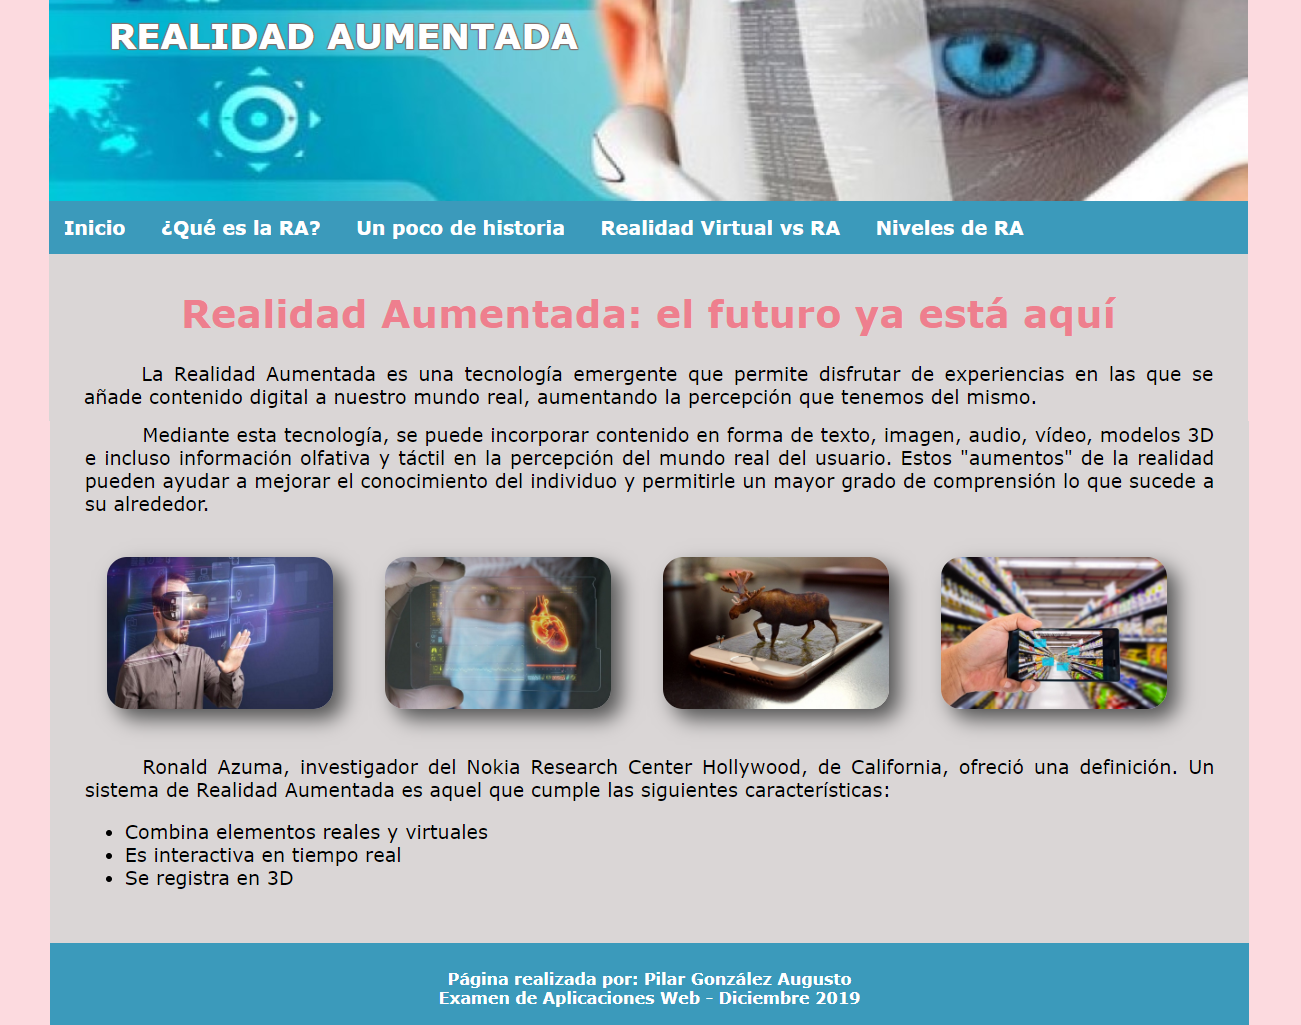 REALIDAD AUMENTADA
Inicio ¿Qué es la RA? Un poco de historia Realidad Virtual vs RA Niveles de RA
Realidad Aumentada: el futuro ya está aquí
La Realidad Aumentada es una tecnología emergente que permite disfrutar de experiencias en las que se
añade contenido digital a nuestro mundo real, aumentando la percepción que tenemos del mismo.
Mediante esta tecnología, se puede incorporar contenido en forma de texto, imagen, audio, vídeo, modelos 3D
e incluso información olfativa y táctil en la percepción del mundo real del usuario. Estos "aumentos" de la realidad
pueden ayudar a mejorar el conocimiento del individuo y permitirle un mayor grado de comprensión lo que sucede a
su alrededor.
Ronald Azuma, investigador del Nokia Research Center Hollywood, de California, ofreció una definición. Un
sistema de Realidad Aumentada es aquel que cumple las siguientes características:
• Combina elementos reales y virtuales
• Es interactiva en tiempo real
• Se registra en 3D
Página realizada por: Pilar González Augusto
Examen de Aplicaciones Web - Diciembre 2019